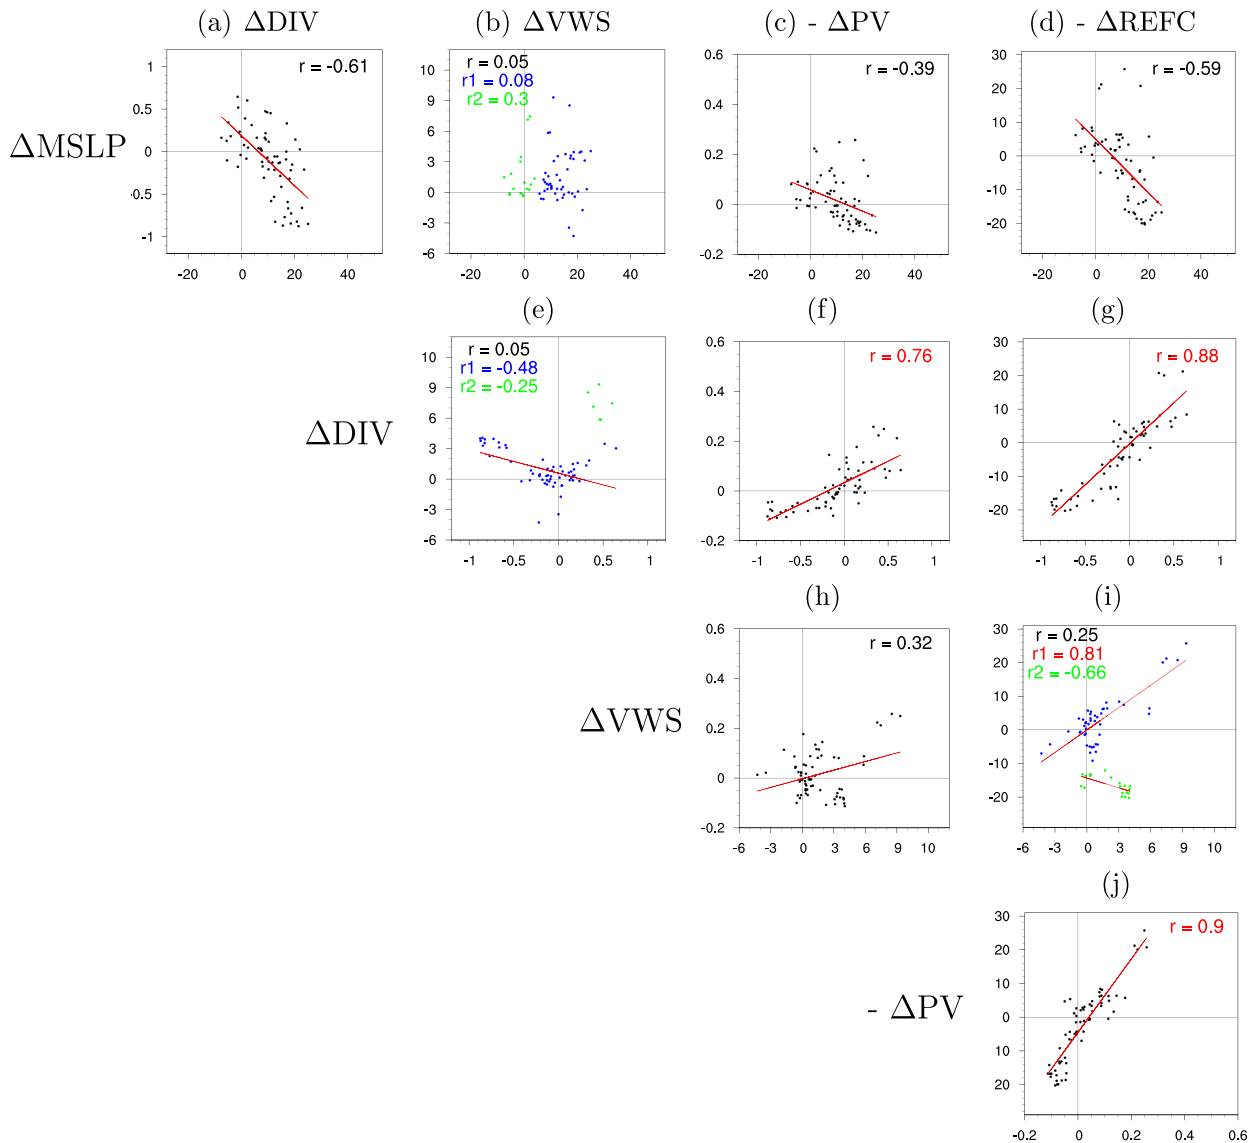 (a) ΔDIV
(b) ΔVWS
(c) - ΔPV
(d) - ΔREFC
ΔMSLP
1
0.5
0
-0.5
-1
-20 0 20 40
r = -0.61
10
9
6
3
0
-3
-6
-20 0 20 40
r = 0.05
r1 = 0.08
r2 = 0.3
0.6
0.4
0.2
0
-0.2
-20 0 20 40
r = -0.39
30
20
10
0
-10
-20
-20 0 20 40
r = -0.59
(e)
(f)
(g)
ΔDIV
10
9
6
3
0
-3
-6
-1 -0.5 0 0.5 1
r = 0.05
r1 = -0.48
r2 = -0.25
0.6
0.4
0.2
0
-0.2
-1 -0.5 0 0.5 1
r = 0.76
30
20
10
0
-10
-20
-1 -0.5 0 0.5 1
r = 0.88
(h)
(i)
ΔVWS
0.6
0.4
0.2
0
-0.2
-6 -3 0 3 6 9 10
r = 0.32
30
20
10
0
-10
-20
-6 -3 0 3 6 9 10
r = 0.25
r1 = 0.81
r2 = -0.66
(j)
- ΔPV
30
20
10
0
10
20
-0.2 0 0.2 0.4 0.6
r = 0.9